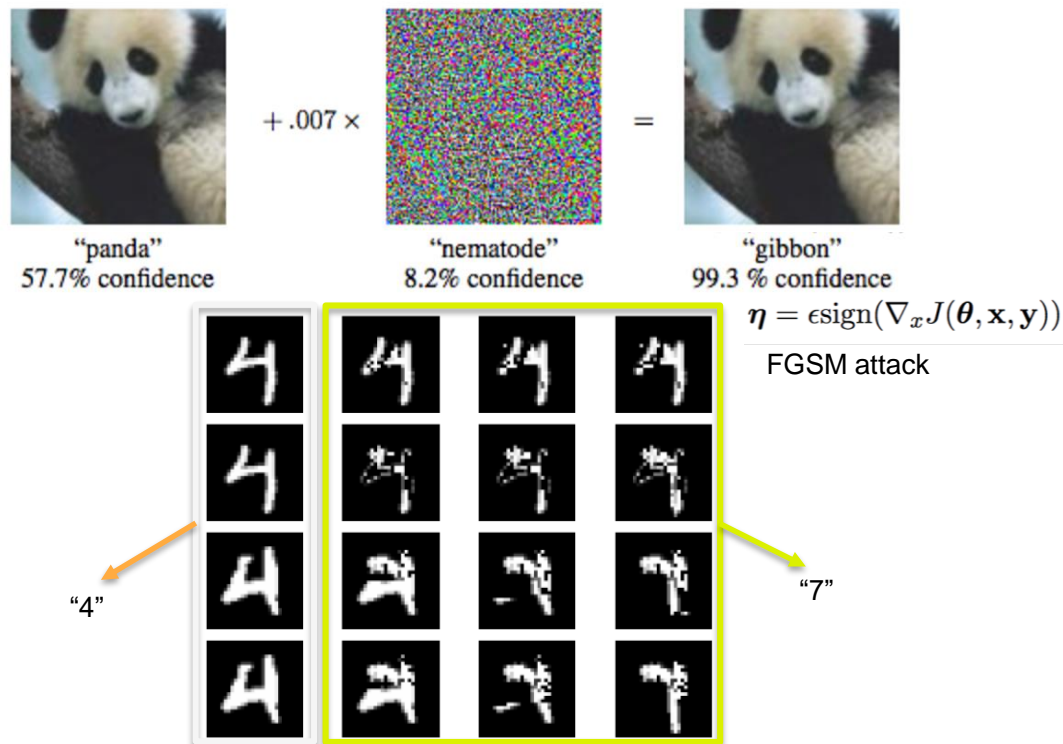 + .007 ×
=
“panda”
57.7% confidence
“nematode”
8.2% confidence
“gibbon”
99.3 % confidence
η = ϵsign(∇ₓJ(θ, x, y))
FGSM attack
“4”
“7”